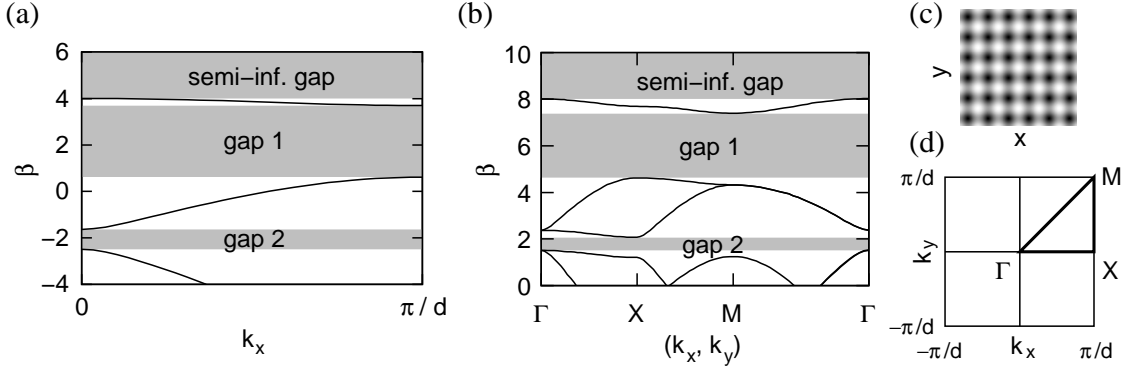 (a)
6
4
2
0
−2
−4
β
semi−inf. gap
gap 1
gap 2
0
π / d
k_x
(b)
10
8
6
4
2
0
β
semi−inf. gap
gap 1
gap 2
Γ
X
M
Γ
(k_x, k_y)
(c)
y
x
(d)
π/d
M
k_y
Γ
X
−π/d
−π/d
k_x
π/d